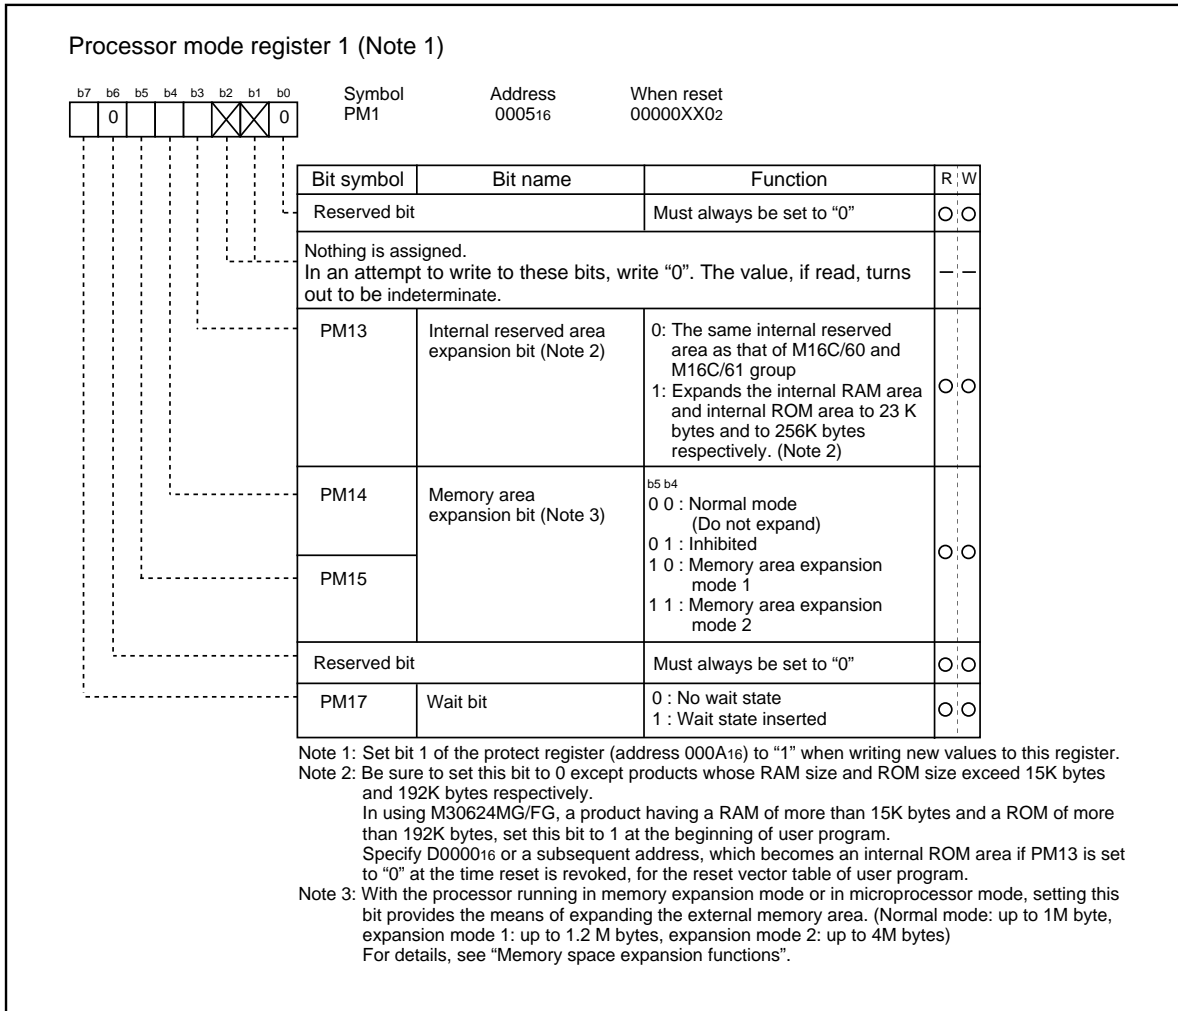 Processor mode register 1 (Note 1)
b7 b6 b5 b4 b3 b2 b1 b0
0 0
Symbol Address When reset
PM1 000516 00000XX02
Bit symbol Bit name Function R W
Reserved bit Must always be set to “0”
Nothing is assigned.
In an attempt to write to these bits, write “0”. The value, if read, turns
out to be indeterminate.
PM13 Internal reserved area
expansion bit (Note 2)
0: The same internal reserved
area as that of M16C/60 and
M16C/61 group
1: Expands the internal RAM area
and internal ROM area to 23 K
bytes and to 256K bytes
respectively. (Note 2)
PM14 Memory area
expansion bit (Note 3)
b5 b4
0 0 : Normal mode
(Do not expand)
0 1 : Inhibited
1 0 : Memory area expansion
mode 1
1 1 : Memory area expansion
mode 2
PM15
Reserved bit Must always be set to “0”
PM17 Wait bit 0 : No wait state
1 : Wait state inserted
Note 1: Set bit 1 of the protect register (address 000A16) to “1” when writing new values to this register.
Note 2: Be sure to set this bit to 0 except products whose RAM size and ROM size exceed 15K bytes
and 192K bytes respectively.
In using M30624MG/FG, a product having a RAM of more than 15K bytes and a ROM of more
than 192K bytes, set this bit to 1 at the beginning of user program.
Specify D000016 or a subsequent address, which becomes an internal ROM area if PM13 is set
to “0” at the time reset is revoked, for the reset vector table of user program.
Note 3: With the processor running in memory expansion mode or in microprocessor mode, setting this
bit provides the means of expanding the external memory area. (Normal mode: up to 1M byte,
expansion mode 1: up to 1.2 M bytes, expansion mode 2: up to 4M bytes)
For details, see “Memory space expansion functions”.